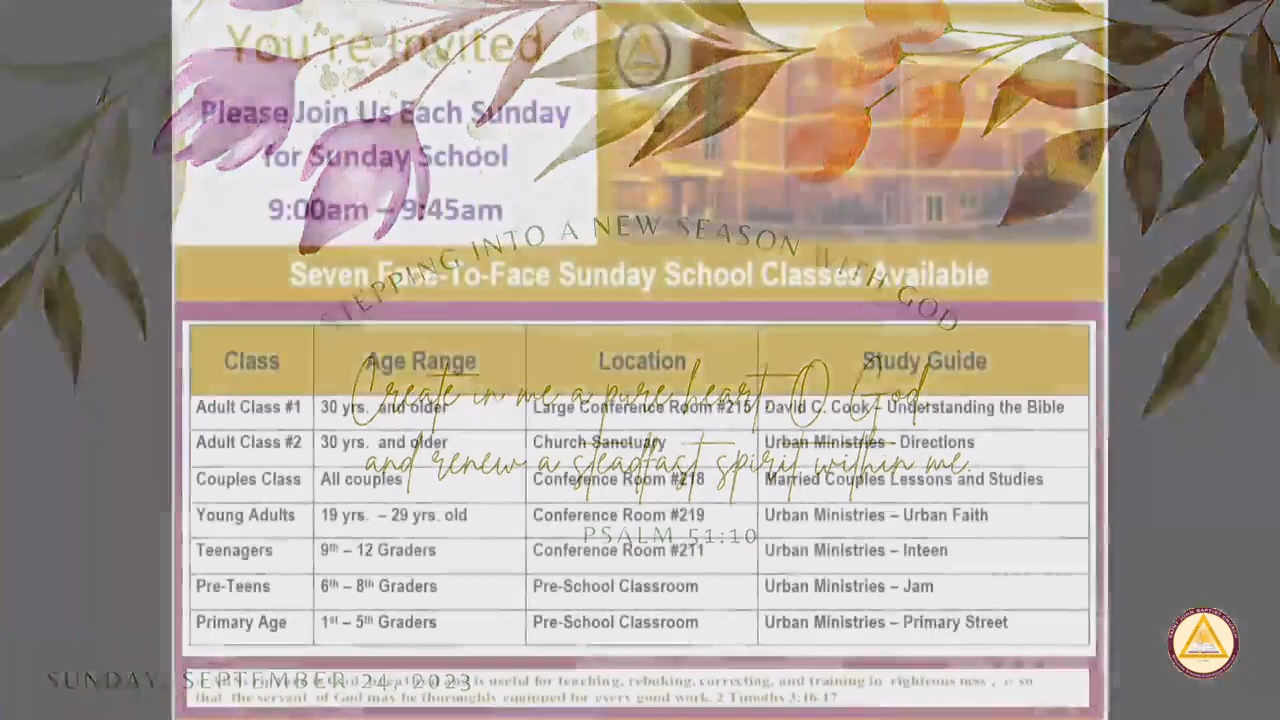 You're Invited
Please Join Us Each Sunday
for Sunday School
9:00am – 9:45am
STEPPING INTO A NEW SEASON WITH GOD
Seven Face-To-Face Sunday School Classes Available
Class Age Range Location Study Guide
Create in me a pure heart, O God,
Adult Class #1 30 yrs. and older Large Conference Room #215 David C. Cook – Understanding the Bible
Adult Class #2 30 yrs. and older Church Sanctuary Urban Ministries - Directions
and renew a steadfast spirit within me.
Couples Class All couples Conference Room #218 Married Couples Lessons and Studies
Young Adults 19 yrs. – 29 yrs. old Conference Room #219 Urban Ministries – Urban Faith
PSALM 51:10
Teenagers 9th – 12 Graders Conference Room #211 Urban Ministries – Inteen
Pre-Teens 6th – 8th Graders Pre-School Classroom Urban Ministries – Jam
Primary Age 1st – 5th Graders Pre-School Classroom Urban Ministries – Primary Street
SUNDAY, SEPTEMBER 24, 2023
is useful for teaching, rebuking, correcting, and training in righteousness, so
that the servant of God may be thoroughly equipped for every good work. 2 Timothy 3:16-17
SAINT JOHN BAPTIST CHURCH